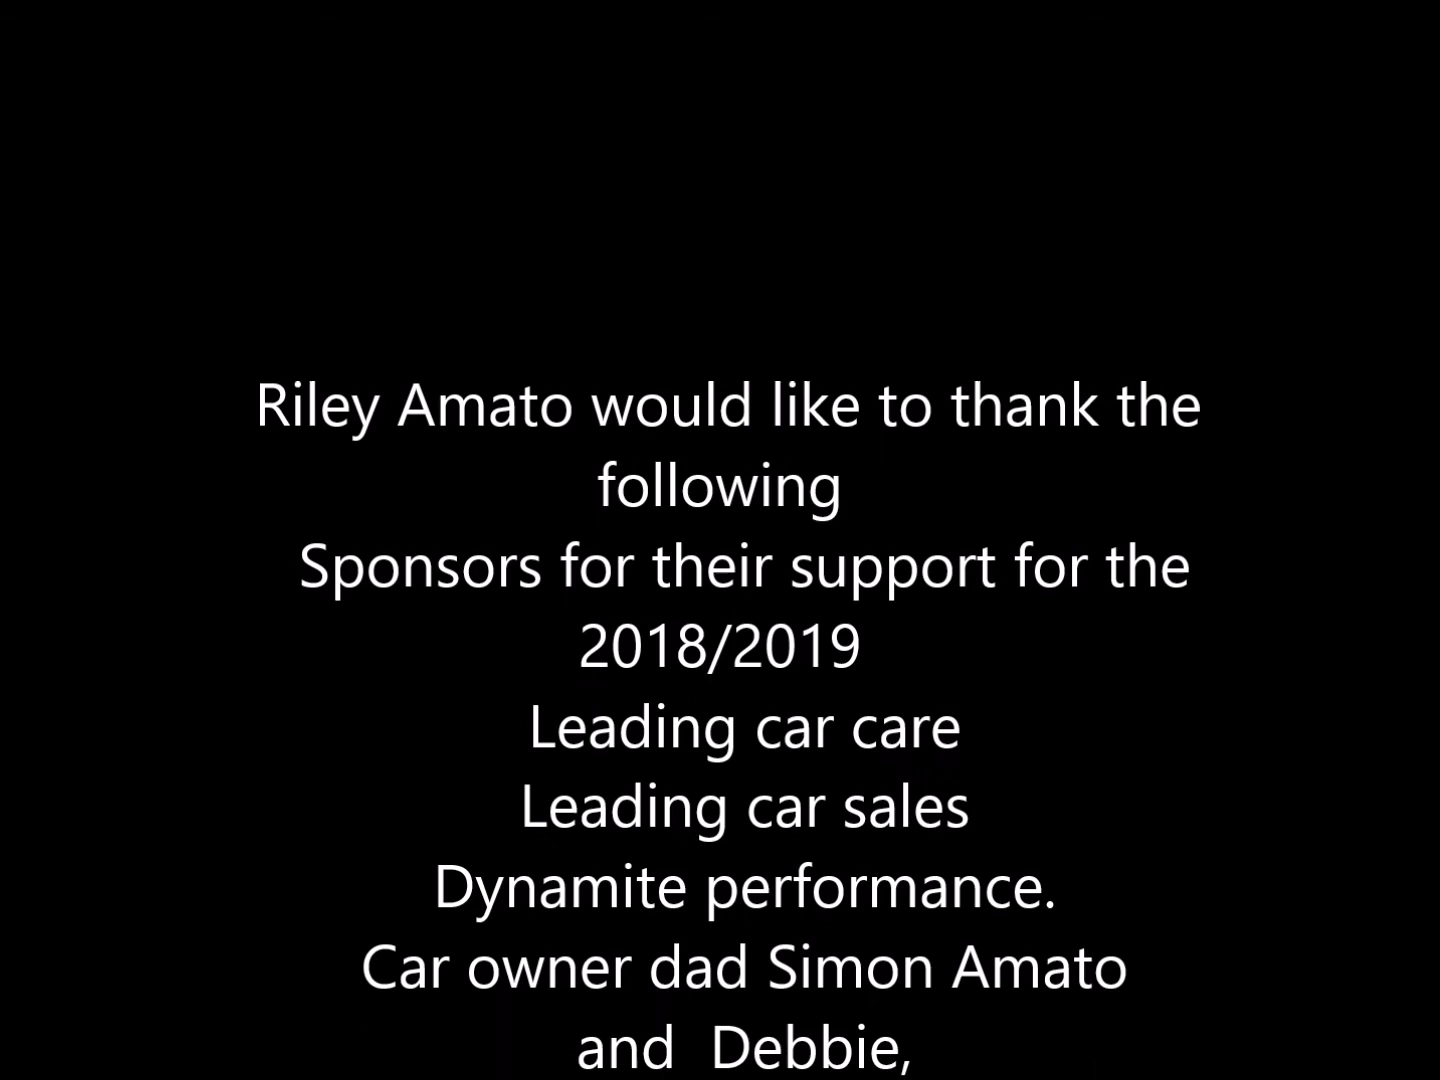 Riley Amato would like to thank the
following
Sponsors for their support for the
2018/2019
Leading car care
Leading car sales
Dynamite performance.
Car owner dad Simon Amato
and  Debbie,